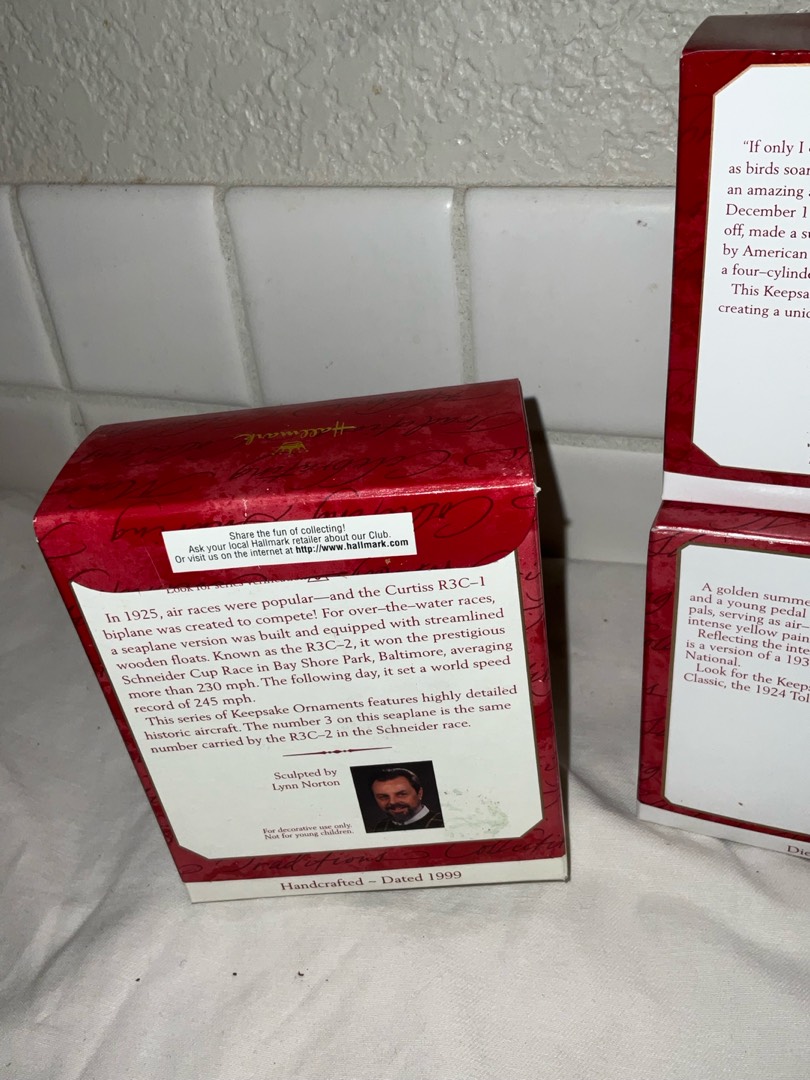 Hallmark
Share the fun of collecting!
Ask your local Hallmark retailer about our Club.
Or visit us on the internet at http://www.hallmark.com
In 1925, air races were popular—and the Curtiss R3C–1
biplane was created to compete! For over–the–water races,
a seaplane version was built and equipped with streamlined
wooden floats. Known as the R3C–2, it won the prestigious
Schneider Cup Race in Bay Shore Park, Baltimore, averaging
more than 230 mph. The following day, it set a world speed
record of 245 mph.
This series of Keepsake Ornaments features highly detailed
historic aircraft. The number 3 on this seaplane is the same
number carried by the R3C–2 in the Schneider race.
Sculpted by
Lynn Norton
For decorative use only.
Not for young children.
Handcrafted ~ Dated 1999
"If only I
as birds soar
an amazing
December 1
off, made a
by American
a four–cylinde
This Keepsa
creating a uni
A golden summe
and a young pedal
pals, serving as air–
intense yellow pain
Reflecting the inte
is a version of a 193
National.
Look for the Keeps
Classic, the 1924 Tol
Die